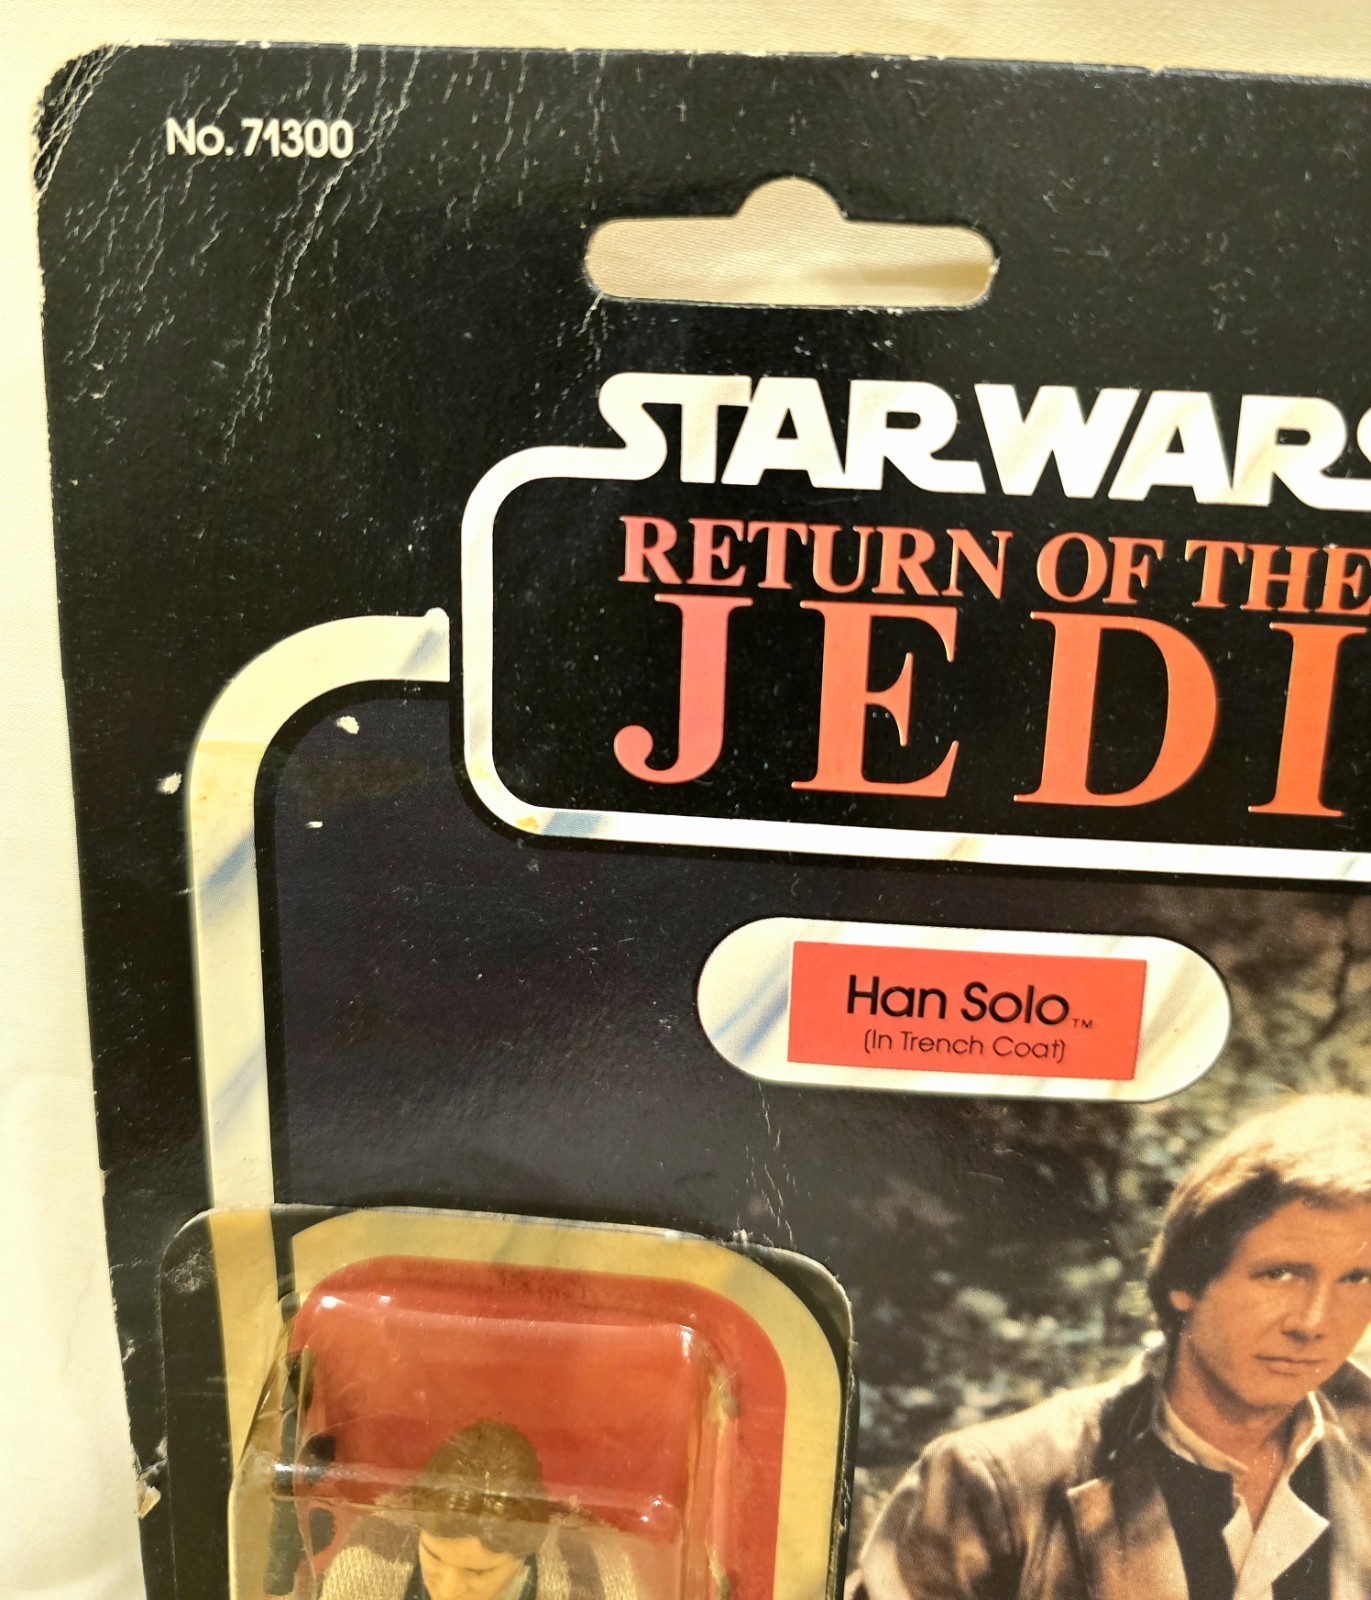 No. 71300
STAR WARS
RETURN OF THE
JEDI
Han Solo™
(In Trench Coat)